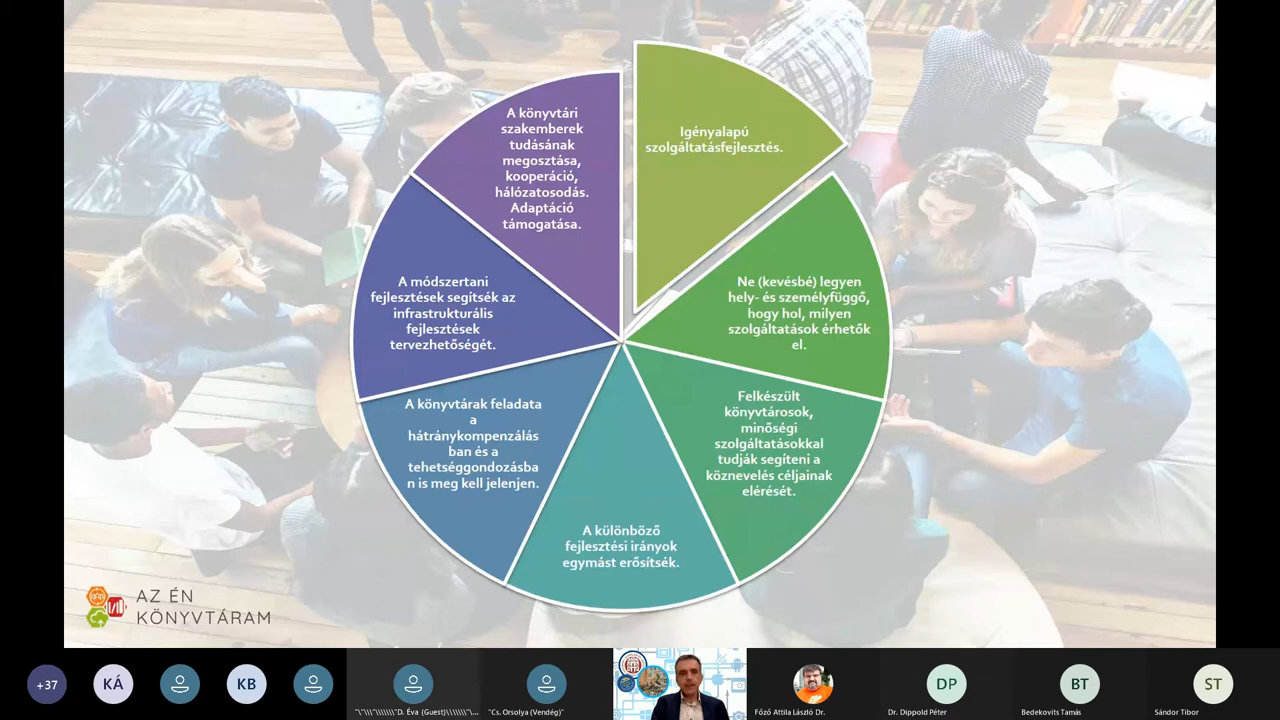 Igényalapú
szolgáltatásfejlesztés.
Ne (kevésbé) legyen
hely- és személyfüggő,
hogy hol, milyen
szolgáltatások érhetők
el.
Felkészült
könyvtárosok,
minőségi
szolgáltatásokkal
tudják segíteni a
köznevelés céljainak
elérését.
A különböző
fejlesztési irányok
egymást erősítsék.
A könyvtárak feladata
a
hátránykompenzálás
ban és a
tehetséggondozásba
n is meg kell jelenjen.
A módszertani
fejlesztések segítsék az
infrastrukturális
fejlesztések
tervezhetőségét.
A könyvtári
szakemberek
tudásának
megosztása,
kooperáció,
hálózatosodás.
Adaptáció
támogatása.
AZ ÉN
KÖNYVTÁRAM
+37
KÁ
KB
"\"\\"\\\\\\\"D. Éva (Guest)\\\\\\\"\...
"Cs. Orsolya (Vendég)"
Főző Attila László Dr.
DP
Dr. Dippold Péter
BT
Bedekovits Tamás
ST
Sándor Tibor